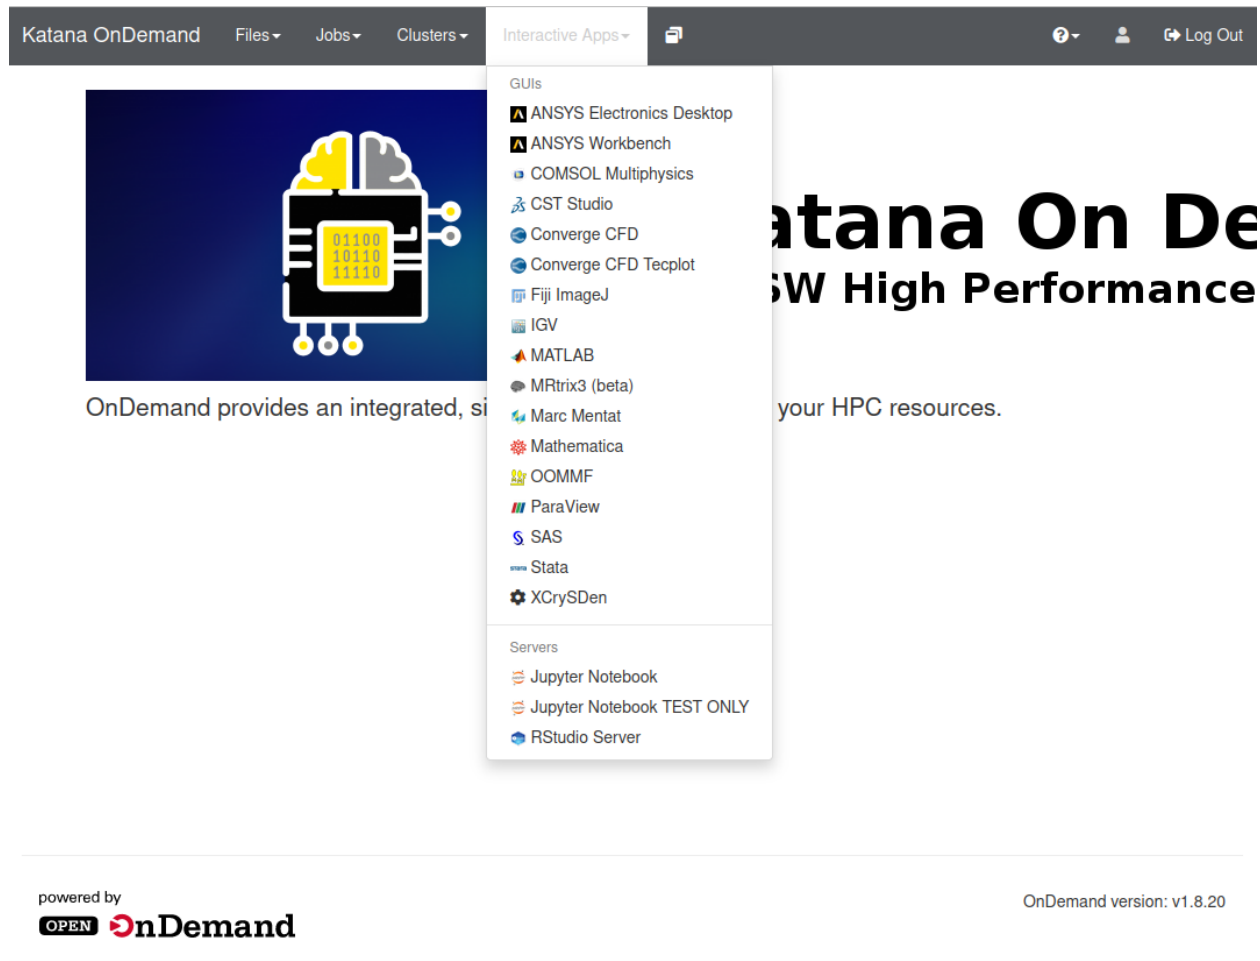 Katana OnDemand Files Jobs Clusters Interactive Apps Log Out
GUIs
ANSYS Electronics Desktop
ANSYS Workbench
COMSOL Multiphysics
CST Studio
Converge CFD
Converge CFD Tecplot
Fiji ImageJ
IGV
MATLAB
MRtrix3 (beta)
Marc Mentat
Mathematica
OOMMF
ParaView
SAS
Stata
XCrySDen
Servers
Jupyter Notebook
Jupyter Notebook TEST ONLY
RStudio Server
01100
10110
11110
atana On De
SW High Performance
OnDemand provides an integrated, si your HPC resources.
powered by
OPEN OnDemand
OnDemand version: v1.8.20